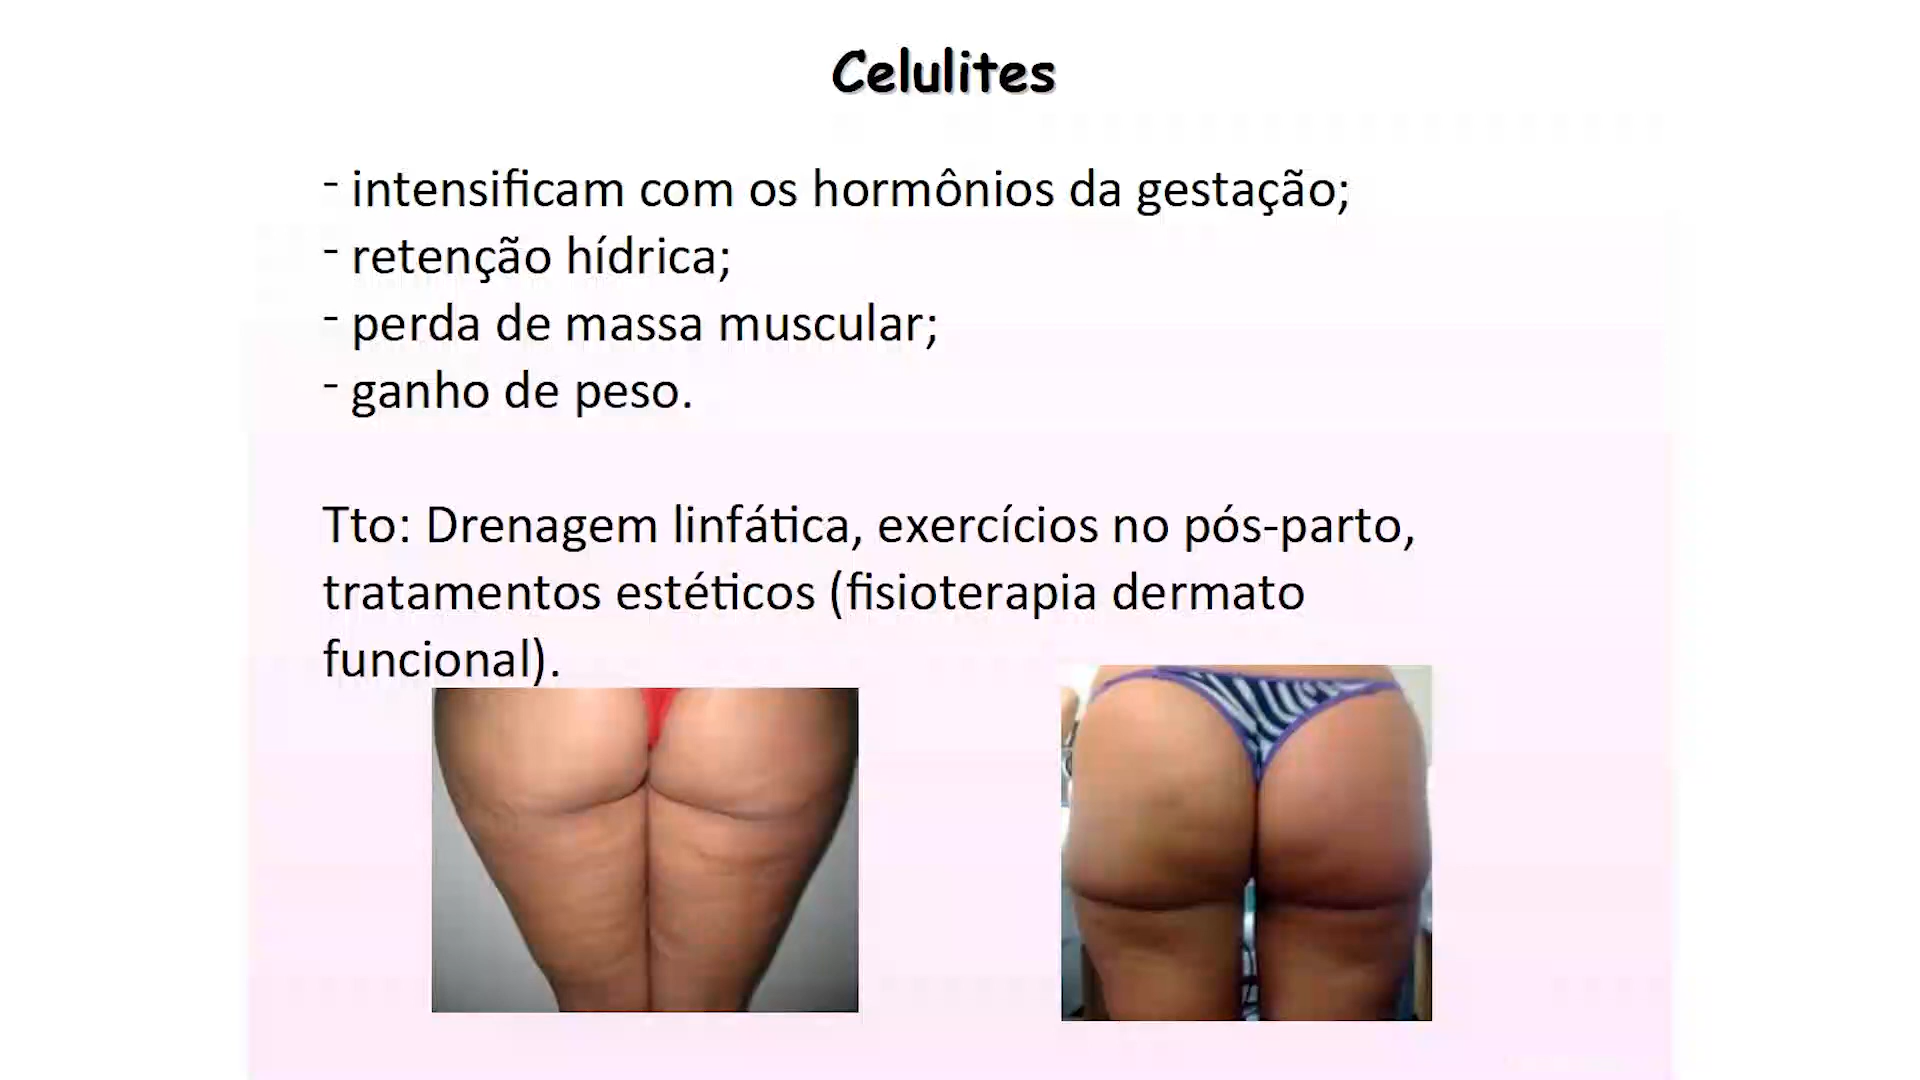 Celulites
- intensificam com os hormônios da gestação;
- retenção hídrica;
- perda de massa muscular;
- ganho de peso.
Tto: Drenagem linfática, exercícios no pós-parto,
tratamentos estéticos (fisioterapia dermato
funcional).